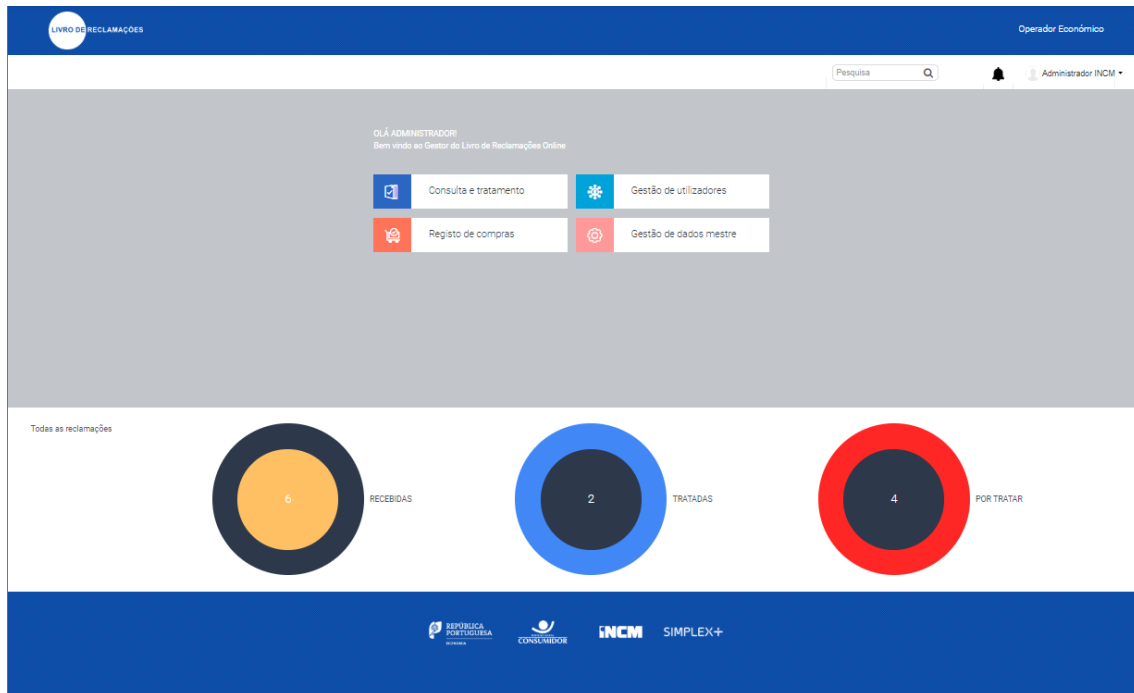 LIVRO DE RECLAMAÇÕES
Operador Económico
Pesquisa
Administrador INCM
OLÁ ADMINISTRADOR!
Bem vindo ao Gestor do Livro de Reclamações Online
Consulta e tratamento
Gestão de utilizadores
Registo de compras
Gestão de dados mestre
Todas as reclamações
6
RECEBIDAS
2
TRATADAS
4
POR TRATAR
REPÚBLICA
PORTUGUESA
ECONOMIA
CONSUMIDOR
INCM
SIMPLEX+